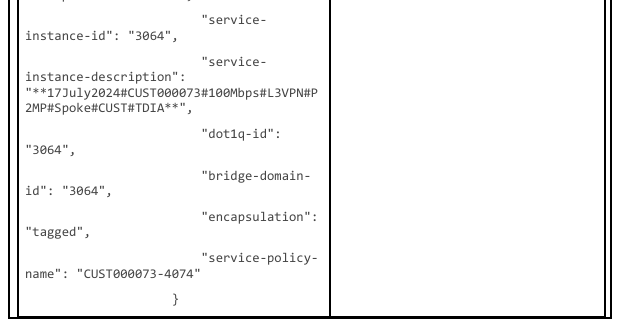 "service-
instance-id": "3064",
"service-
instance-description":
"**17July2024#CUST000073#100Mbps#L3VPN#P
2MP#Spoke#CUST#TDIA**",
"dot1q-id":
"3064",
"bridge-domain-
id": "3064",
"encapsulation":
"tagged",
"service-policy-
name": "CUST000073-4074"
}